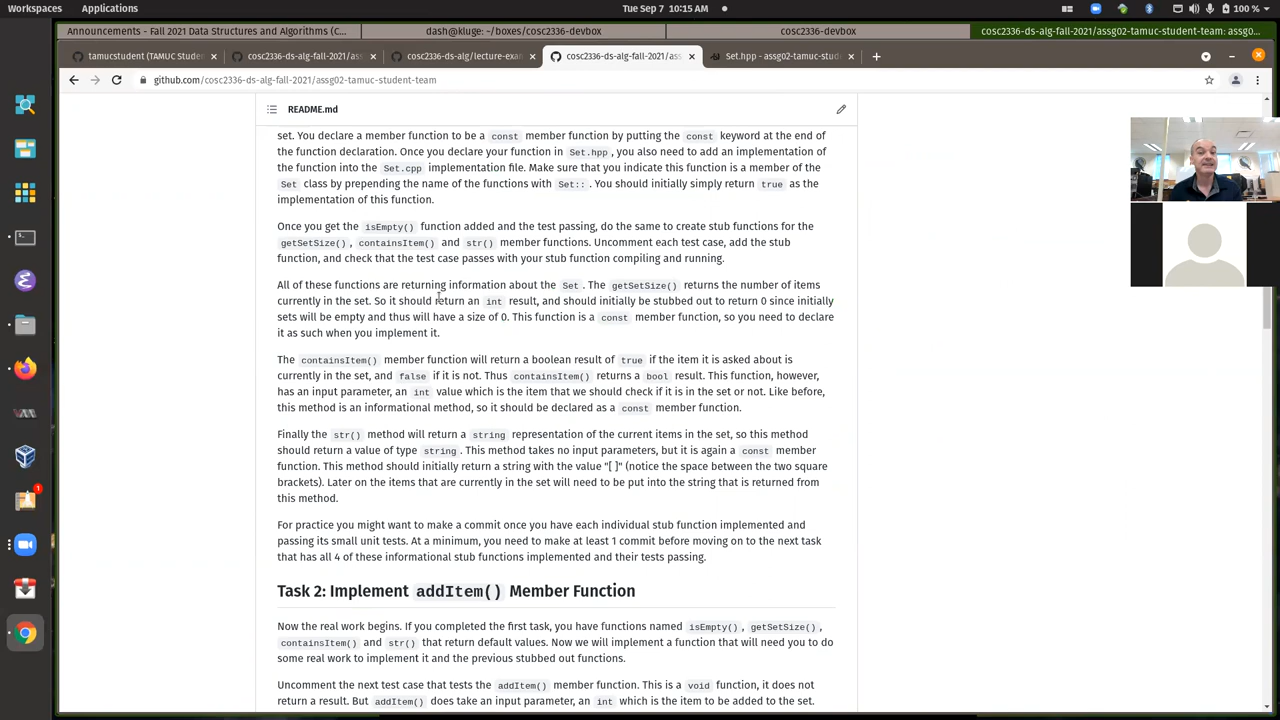 Workspaces Applications Tue Sep 7 10:15 AM 100 %
Announcements - Fall 2021 Data Structures and Algorithms (C... dash@kluge: ~/boxes/cosc2336-devbox cosc2336-devbox cosc2336-ds-alg-fall-2021/assg02-tamuc-student-team: assg0...
tamucstudent (TAMUC Studen cosc2336-ds-alg-fall-2021/as cosc2336-ds-alg/lecture-exa cosc2336-ds-alg-fall-2021/as Set.hpp - assg02-tamuc-stud
github.com/cosc2336-ds-alg-fall-2021/assg02-tamuc-student-team
README.md
set. You declare a member function to be a const member function by putting the const keyword at the end of
the function declaration. Once you declare your function in Set.hpp, you also need to add an implementation of
the function into the Set.cpp implementation file. Make sure that you indicate this function is a member of the
Set class by prepending the name of the functions with Set:: . You should initially simply return true as the
implementation of this function.
Once you get the isEmpty() function added and the test passing, do the same to create stub functions for the
getSetSize() , containsItem() and str() member functions. Uncomment each test case, add the stub
function, and check that the test case passes with your stub function compiling and running.
All of these functions are returning information about the Set . The getSetSize() returns the number of items
currently in the set. So it should return an int result, and should initially be stubbed out to return 0 since initially
sets will be empty and thus will have a size of 0. This function is a const member function, so you need to declare
it as such when you implement it.
The containsItem() member function will return a boolean result of true if the item it is asked about is
currently in the set, and false if it is not. Thus containsItem() returns a bool result. This function, however,
has an input parameter, an int value which is the item that we should check if it is in the set or not. Like before,
this method is an informational method, so it should be declared as a const member function.
Finally the str() method will return a string representation of the current items in the set, so this method
should return a value of type string . This method takes no input parameters, but it is again a const member
function. This method should initially return a string with the value "[ ]" (notice the space between the two square
brackets). Later on the items that are currently in the set will need to be put into the string that is returned from
this method.
For practice you might want to make a commit once you have each individual stub function implemented and
passing its small unit tests. At a minimum, you need to make at least 1 commit before moving on to the next task
that has all 4 of these informational stub functions implemented and their tests passing.
Task 2: Implement addItem() Member Function
Now the real work begins. If you completed the first task, you have functions named isEmpty() , getSetSize() ,
containsItem() and str() that return default values. Now we will implement a function that will need you to do
some real work to implement it and the previous stubbed out functions.
Uncomment the next test case that tests the addItem() member function. This is a void function, it does not
return a result. But addItem() does take an input parameter, an int which is the item to be added to the set.
1